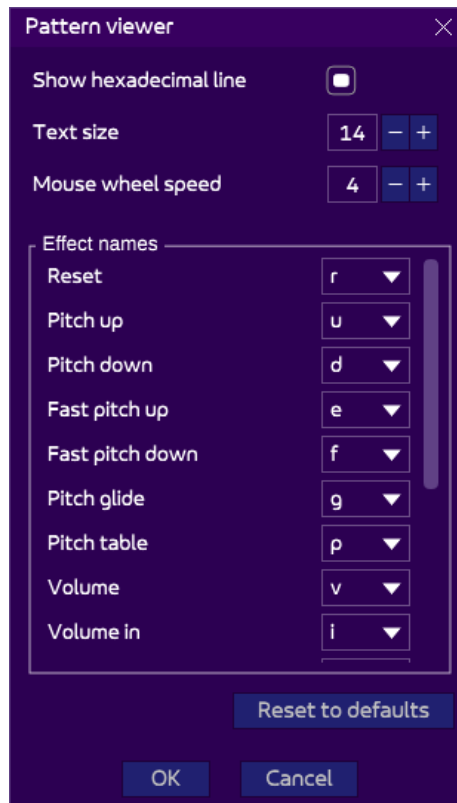 Pattern viewer
Show hexadecimal line
Text size 14 − +
Mouse wheel speed 4 − +
Effect names
Reset r
Pitch up u
Pitch down d
Fast pitch up e
Fast pitch down f
Pitch glide g
Pitch table p
Volume v
Volume in i
Reset to defaults
OK Cancel